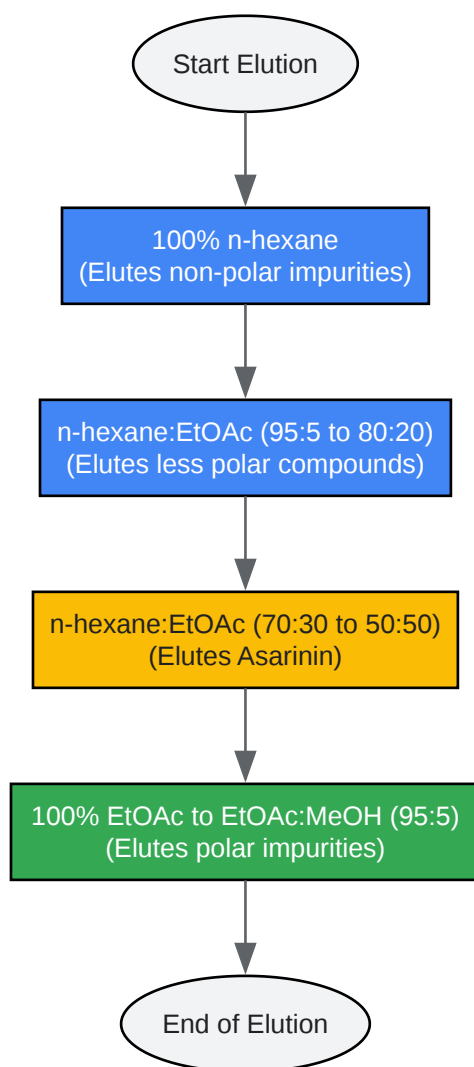 Start Elution
100% n-hexane
(Elutes non-polar impurities)
n-hexane:EtOAc (95:5 to 80:20)
(Elutes less polar compounds)
n-hexane:EtOAc (70:30 to 50:50)
(Elutes Asarinin)
100% EtOAc to EtOAc:MeOH (95:5)
(Elutes polar impurities)
End of Elution